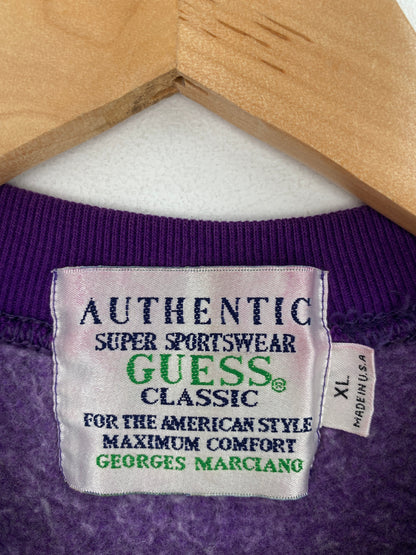 AUTHENTIC
SUPER SPORTSWEAR
GUESS®
CLASSIC
FOR THE AMERICAN STYLE
MAXIMUM COMFORT
GEORGES MARCIANO
XL
MADE IN U.S.A